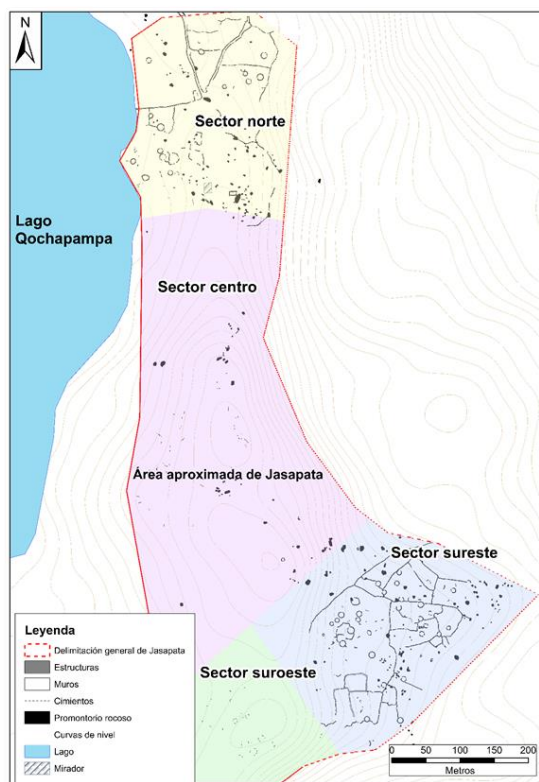 N
Sector norte
Lago
Qochapampa
Sector centro
Área aproximada de Jasapata
Sector sureste
Sector suroeste
Leyenda
Delimitación general de Jasapata
Estructuras
Muros
Cimientos
Promontorio rocoso
Curvas de nivel
Lago
Mirador
0 50 100 150 200
Metros